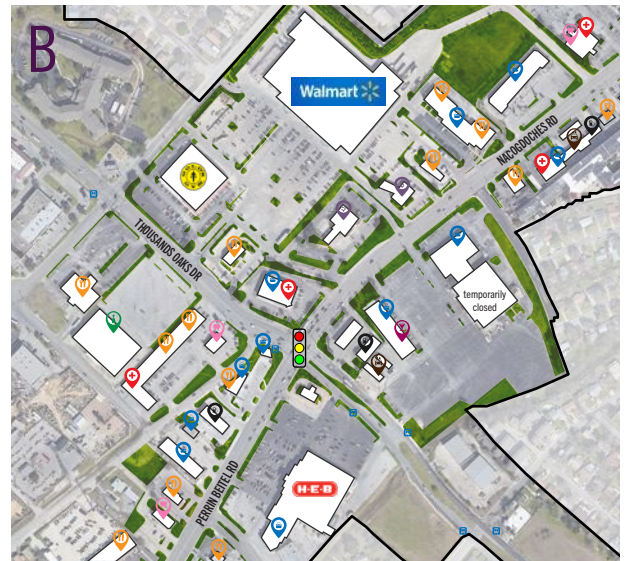 B
Walmart
NACOGDOCHES RD
THOUSANDS OAKS DR
temporarily
closed
H-E-B
PERRIN BEITEL RD